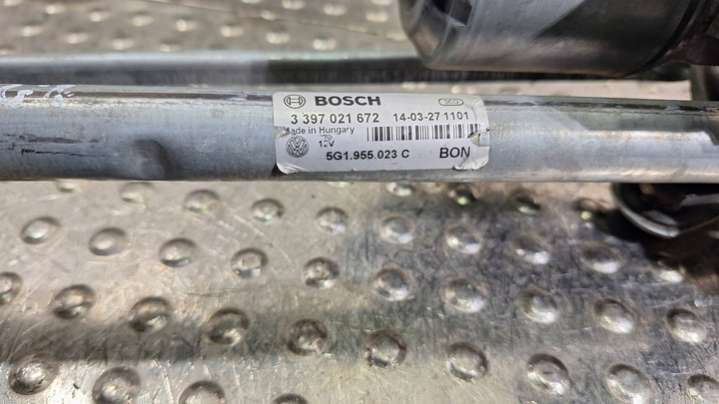 BOSCH
3 397 021 672 14-03-27 1101
Made in Hungary
12V
5G1.955.023 C BON